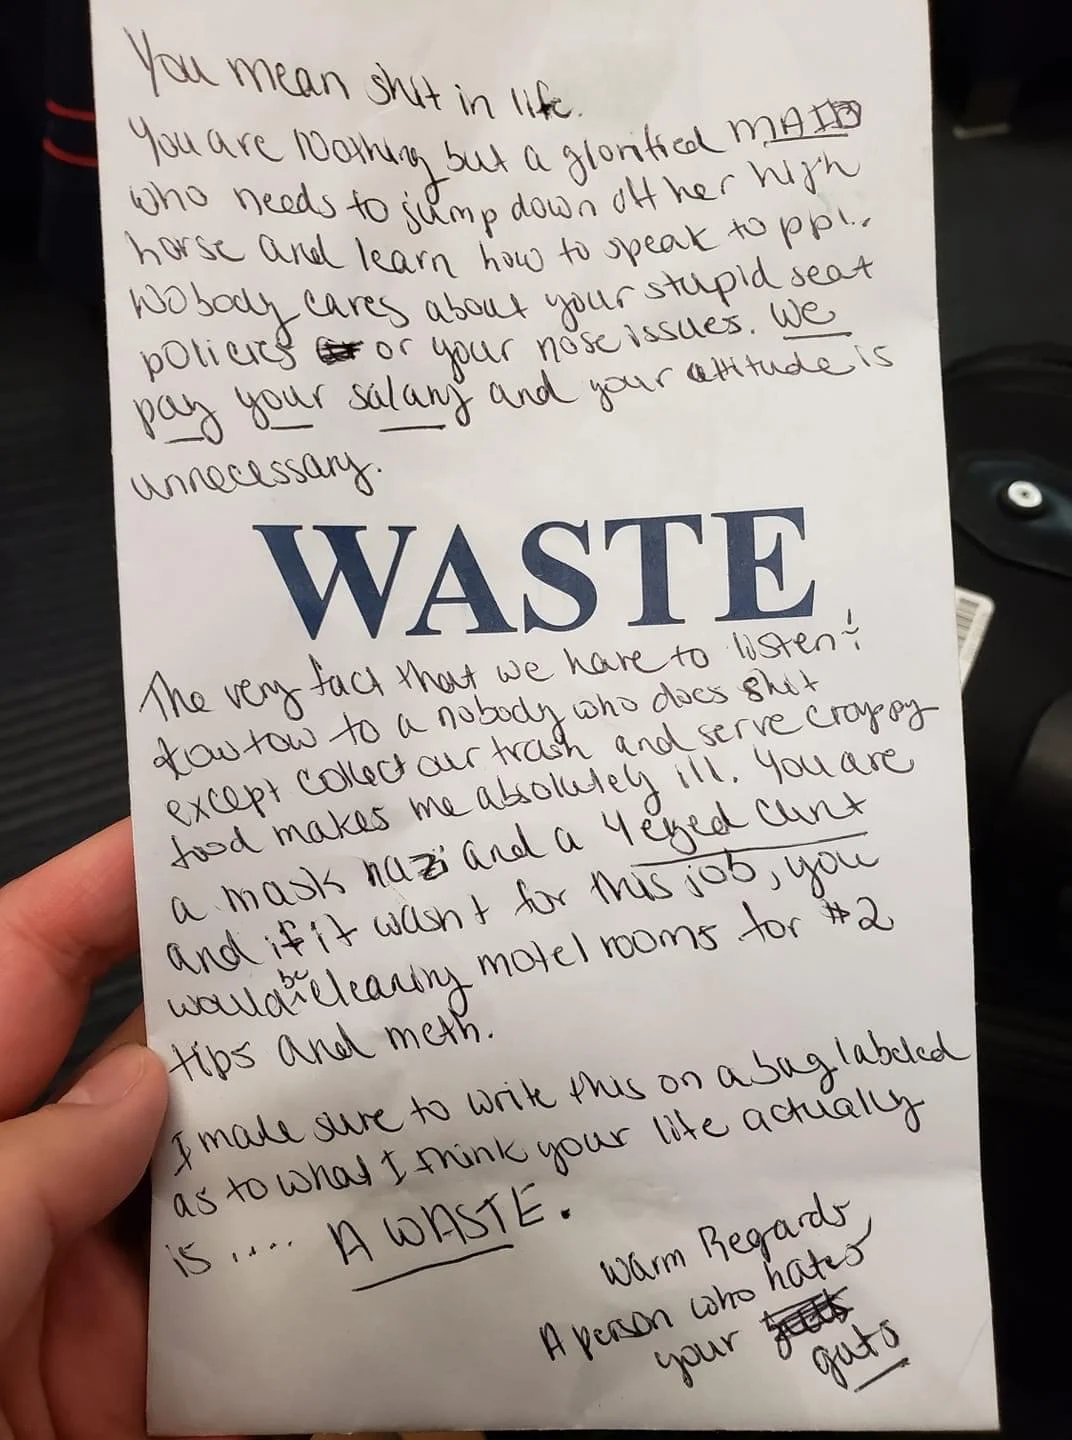 You mean shit in life.
You are Noothing but a glorified MAID
who needs to jump down off her high
horse and learn how to speak to ppl.
Nobody cares about your stupid seat
policies or your nose issues. We
pay your salary and your attitude is
unnecessary.
WASTE
The very fact that we have to listen &
kowtow to a nobody who does shit
except collect our trash and serve crappy
food makes me absolutely ill. You are
a mask nazi and a 4 eyed Cunt
and if it wasn't for this job, you
would be cleaning motel rooms for #2
tips and meth.
I made sure to write this on a bag labeled
as to what I think your life actually
is ..... A WASTE.
Warm Regards,
A person who hates
your
guts